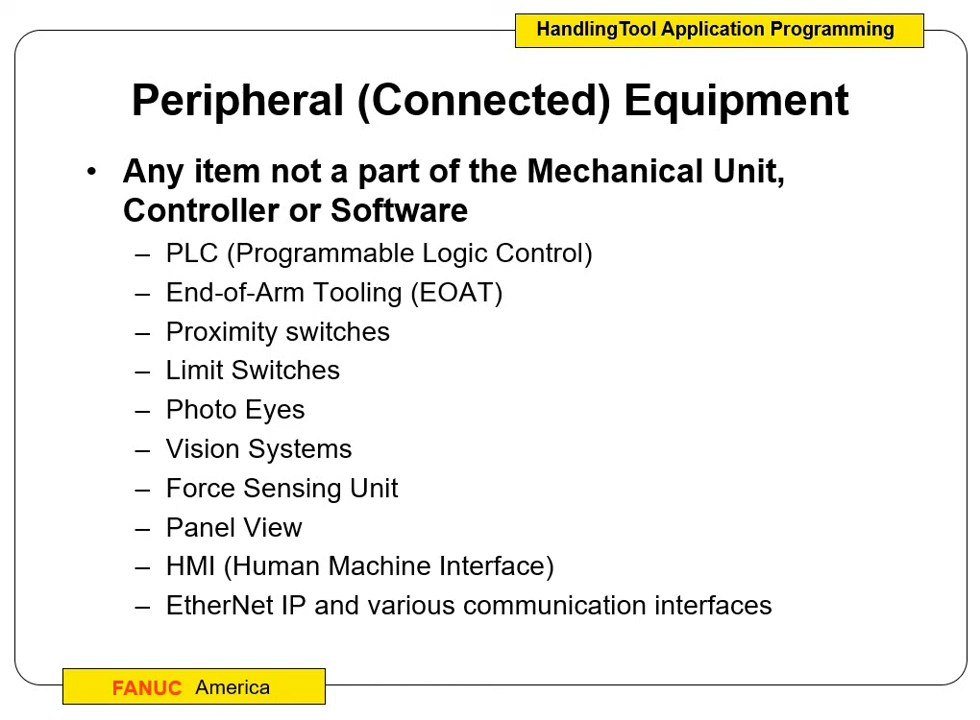 HandlingTool Application Programming
Peripheral (Connected) Equipment
• Any item not a part of the Mechanical Unit,
Controller or Software
– PLC (Programmable Logic Control)
– End-of-Arm Tooling (EOAT)
– Proximity switches
– Limit Switches
– Photo Eyes
– Vision Systems
– Force Sensing Unit
– Panel View
– HMI (Human Machine Interface)
– EtherNet IP and various communication interfaces
FANUC America